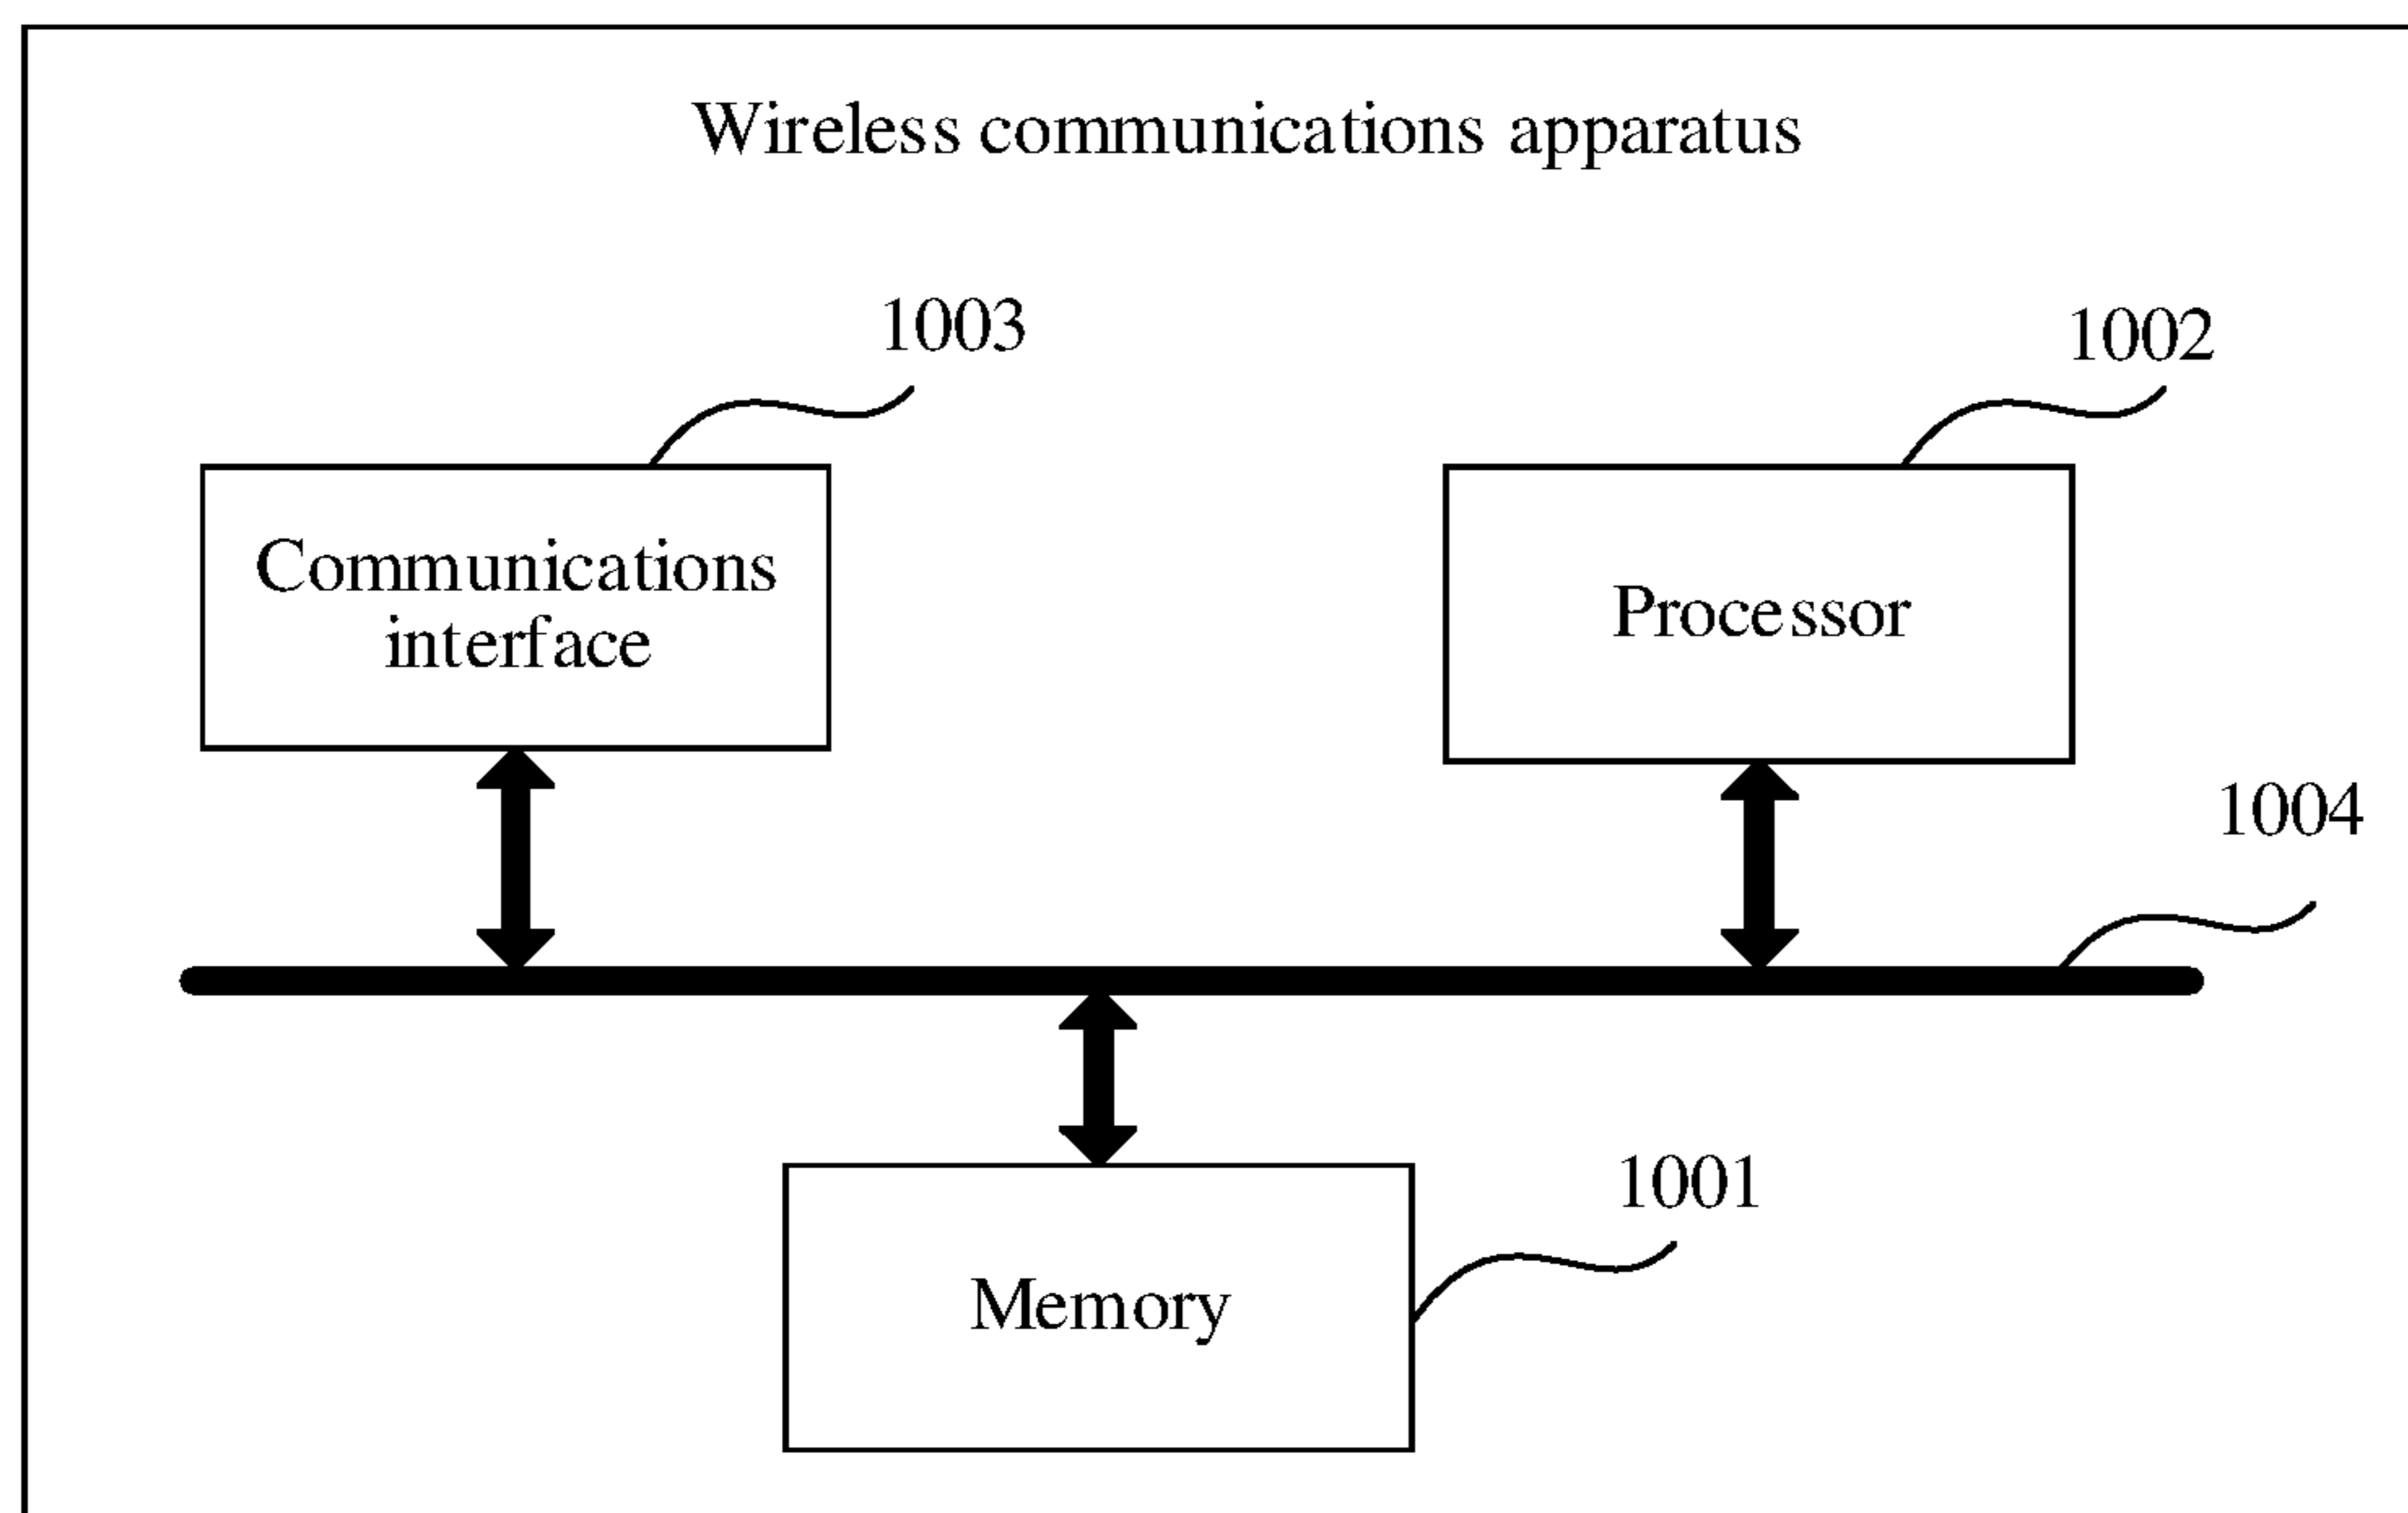 Wireless communications apparatus
1003
1002
Communications
interface
Processor
1004
1001
Memory